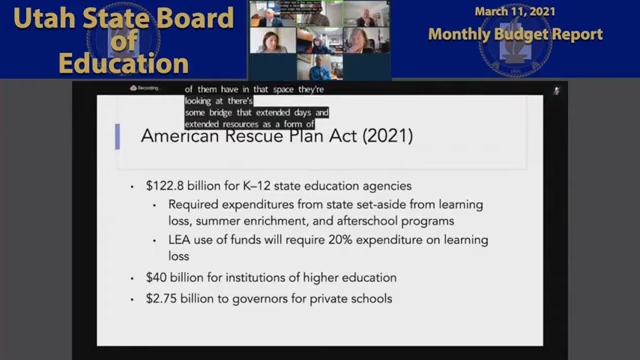 Utah State Board
of
Education
March 11, 2021
Monthly Budget Report
Recording...
of them have in that space they're
looking at there's
some bridge that extended days and
extended resources as a form of
American Rescue Plan Act (2021)
• $122.8 billion for K–12 state education agencies
• Required expenditures from state set-aside from learning
loss, summer enrichment, and afterschool programs
• LEA use of funds will require 20% expenditure on learning
loss
• $40 billion for institutions of higher education
• $2.75 billion to governors for private schools